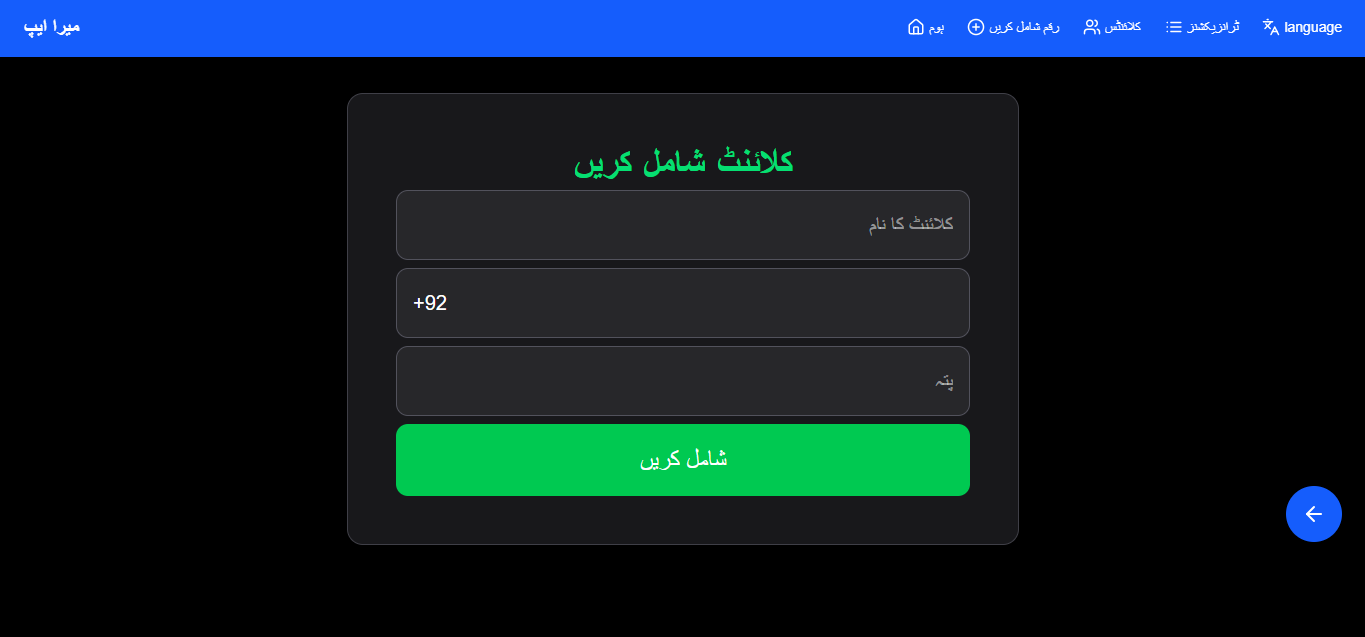 میرا ایپ
ہوم
رقم شامل کریں
کلائنٹس
ٹرانزیکشنز
language
کلائنٹ شامل کریں
کلائنٹ کا نام
+92
پتہ
شامل کریں